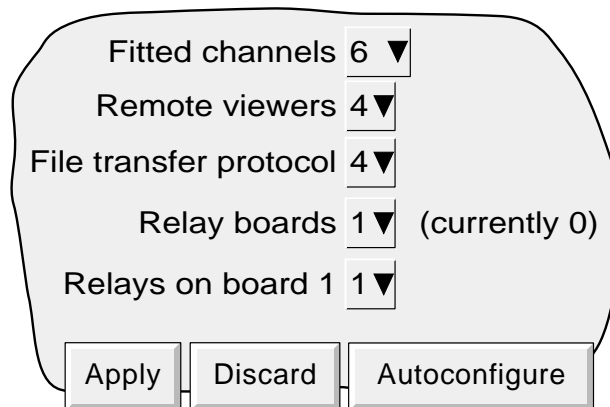 Fitted channels 6 ▼
Remote viewers 4 ▼
File transfer protocol 4 ▼
Relay boards 1 ▼ (currently 0)
Relays on board 1 1 ▼
Apply Discard Autoconfigure